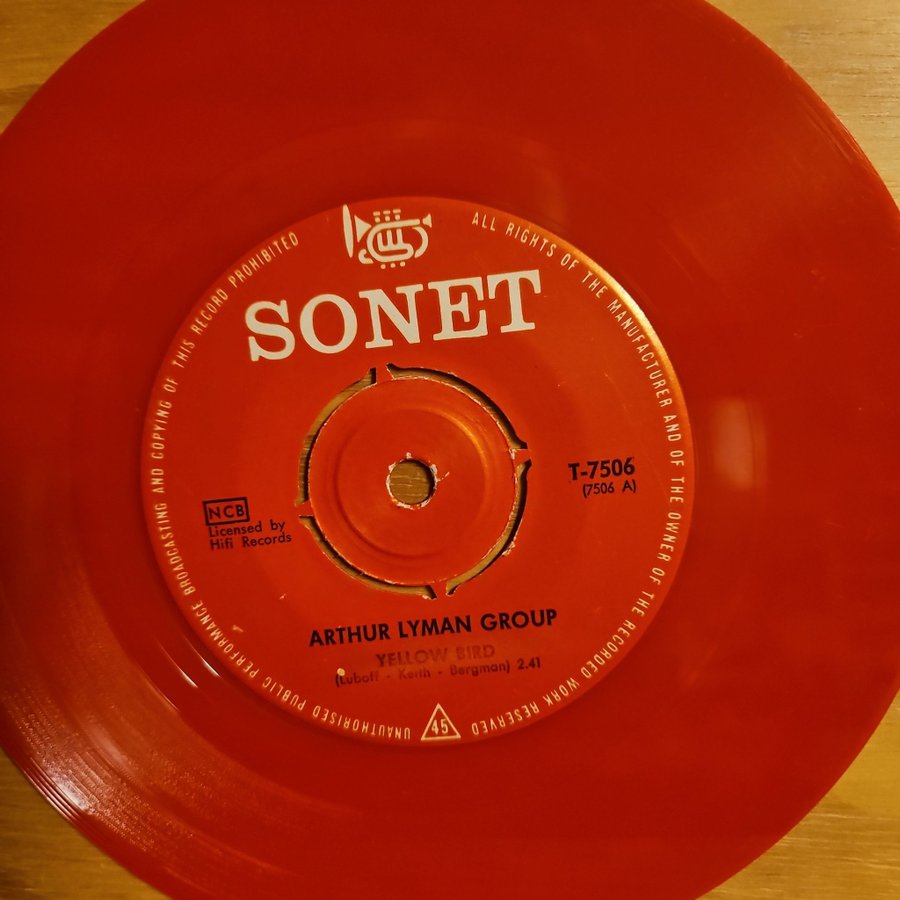 SONET
T-7506
(7506 A)
NCB
Licensed by
Hifi Records
ARTHUR LYMAN GROUP
YELLOW BIRD
(Luboff - Keith - Bergman) 2.41
45
ALL RIGHTS OF THE MANUFACTURER AND OF THE OWNER OF THE RECORDED WORK RESERVED
UNAUTHORISED PUBLIC PERFORMANCE BROADCASTING AND COPYING OF THIS RECORD PROHIBITED